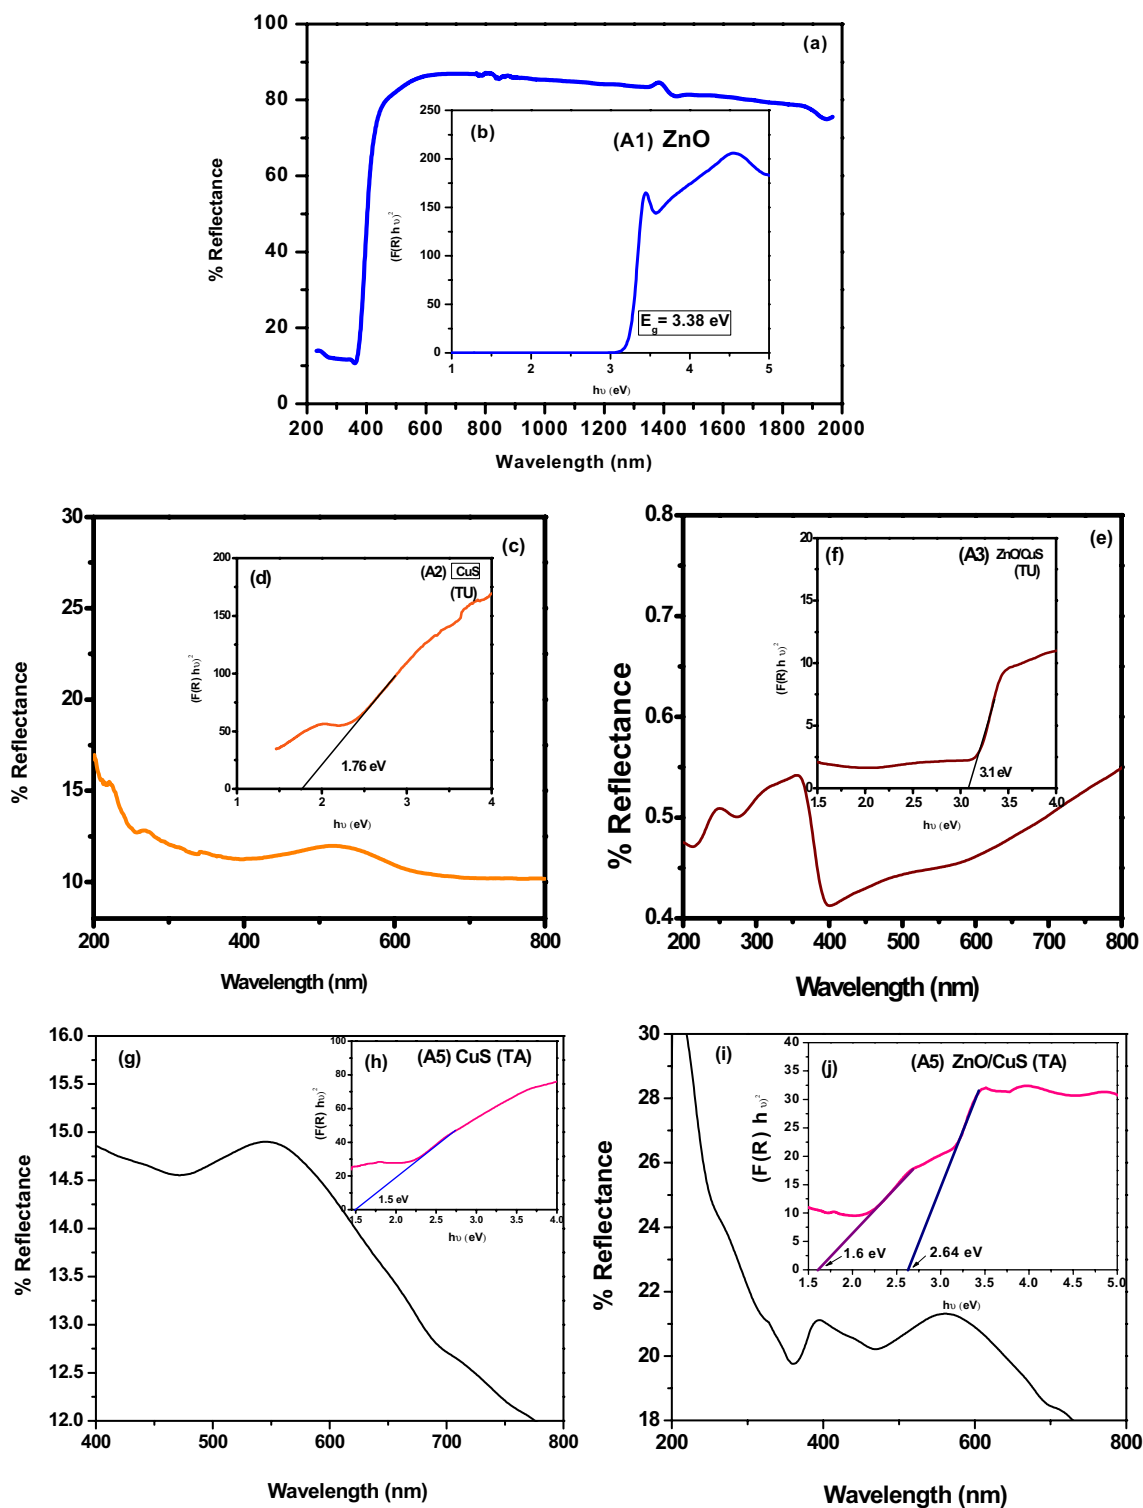 (a)
% Reflectance
100
80
60
40
20
0
200 400 600 800 1000 1200 1400 1600 1800 2000
Wavelength (nm)
(b)
(A1) ZnO
(F(R) hυ)²
250
200
150
100
50
0
E_g = 3.38 eV
1 2 3 4 5
hυ (eV)
(c)
% Reflectance
30
25
20
15
10
200 400 600 800
Wavelength (nm)
(d)
(A2) CuS
(TU)
(F(R) hυ)²
200
150
100
50
0
1.76 eV
1 2 3 4
hυ (eV)
(e)
% Reflectance
0.8
0.7
0.6
0.5
0.4
200 300 400 500 600 700 800
Wavelength (nm)
(f)
(A3) ZnO/CuS
(TU)
(F(R) hυ)²
20
15
10
5
0
3.1 eV
1.5 2.0 2.5 3.0 3.5 4.0
hυ (eV)
(g)
% Reflectance
16.0
15.5
15.0
14.5
14.0
13.5
13.0
12.5
12.0
400 500 600 700 800
Wavelength (nm)
(h)
(A5) CuS (TA)
(F(R) hυ)²
100
80
60
40
20
0
1.5 eV
1.5 2.0 2.5 3.0 3.5 4.0
hυ (eV)
(i)
% Reflectance
30
28
26
24
22
20
18
200 400 600 800
Wavelength (nm)
(j)
(A5) ZnO/CuS (TA)
(F(R) hυ)²
40
35
30
25
20
15
10
5
0
1.6 eV
2.64 eV
1.5 2.0 2.5 3.0 3.5 4.0 4.5 5.0
hυ (eV)